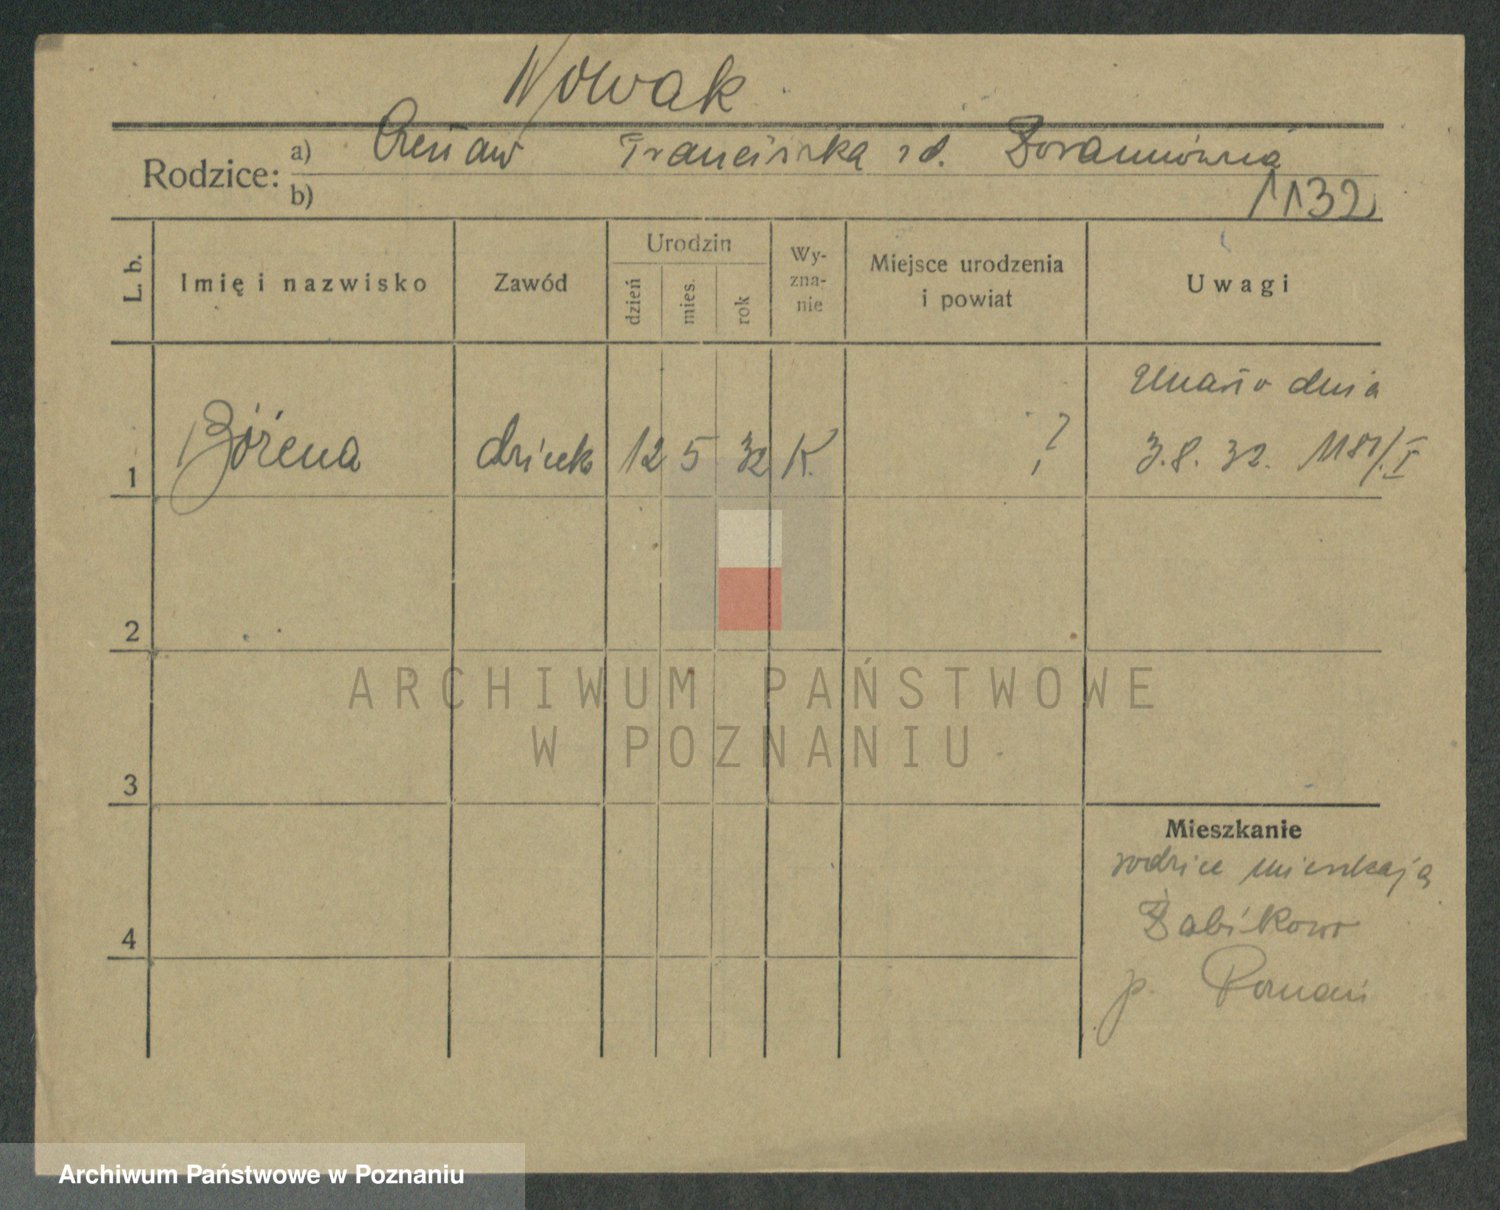 Nowak
Rodzice: a) Czesław Franciszka zd.
b)
1132
L. b. Imię i nazwisko Zawód Urodzin dzień mies. rok Wy-zna-nie Miejsce urodzenia i powiat Uwagi
Zmarło dnia
1 Bożena dziecko 12 5 32 K. ? 3.8.32.
2
ARCHIWUM PAŃSTWOWE
W POZNANIU
3
Mieszkanie
rodzice mieszkają
Żabikowo
4
p. Poznań
Archiwum Państwowe w Poznaniu